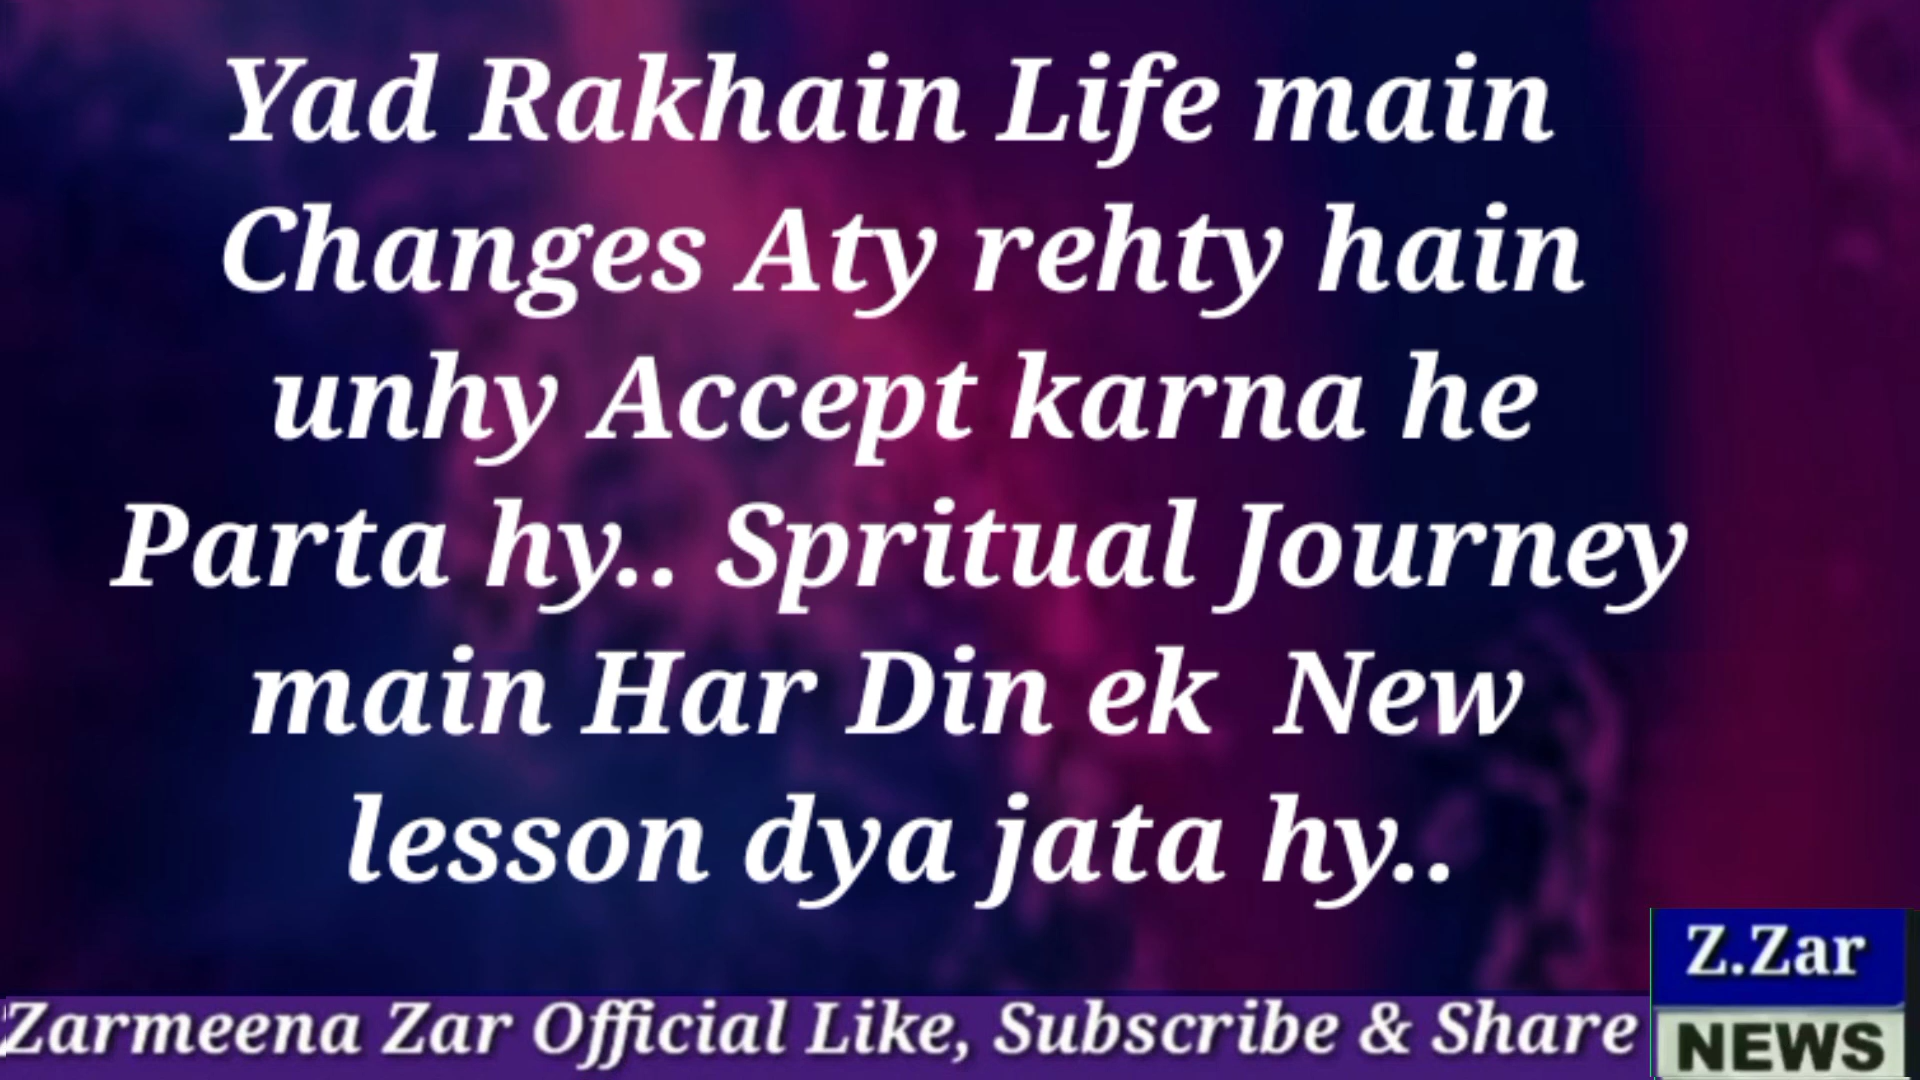 Yad Rakhain Life main
Changes Aty rehty hain
unhy Accept karna he
Parta hy.. Spritual Journey
main Har Din ek New
lesson dya jata hy..
Z.Zar
Zarmeena Zar Official Like, Subscribe & Share
NEWS